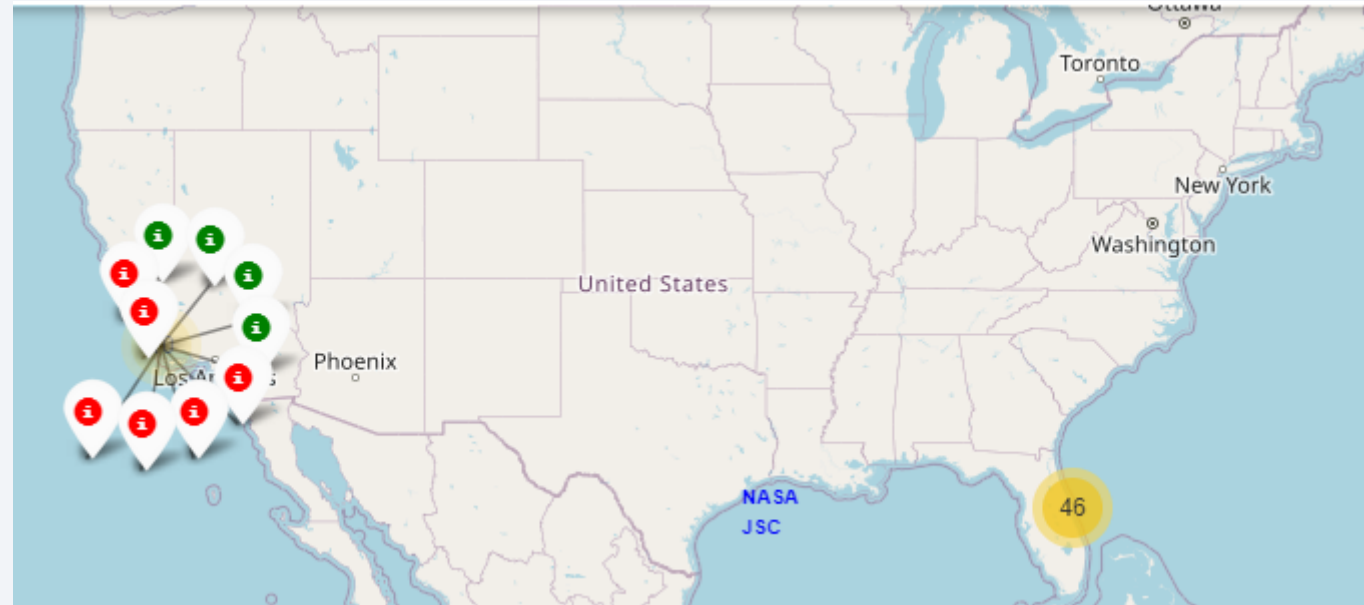 Ottawa
Toronto
New York
Washington
United States
Phoenix
i
i
i
i
i
i
i
i
i
i
NASA
JSC
46